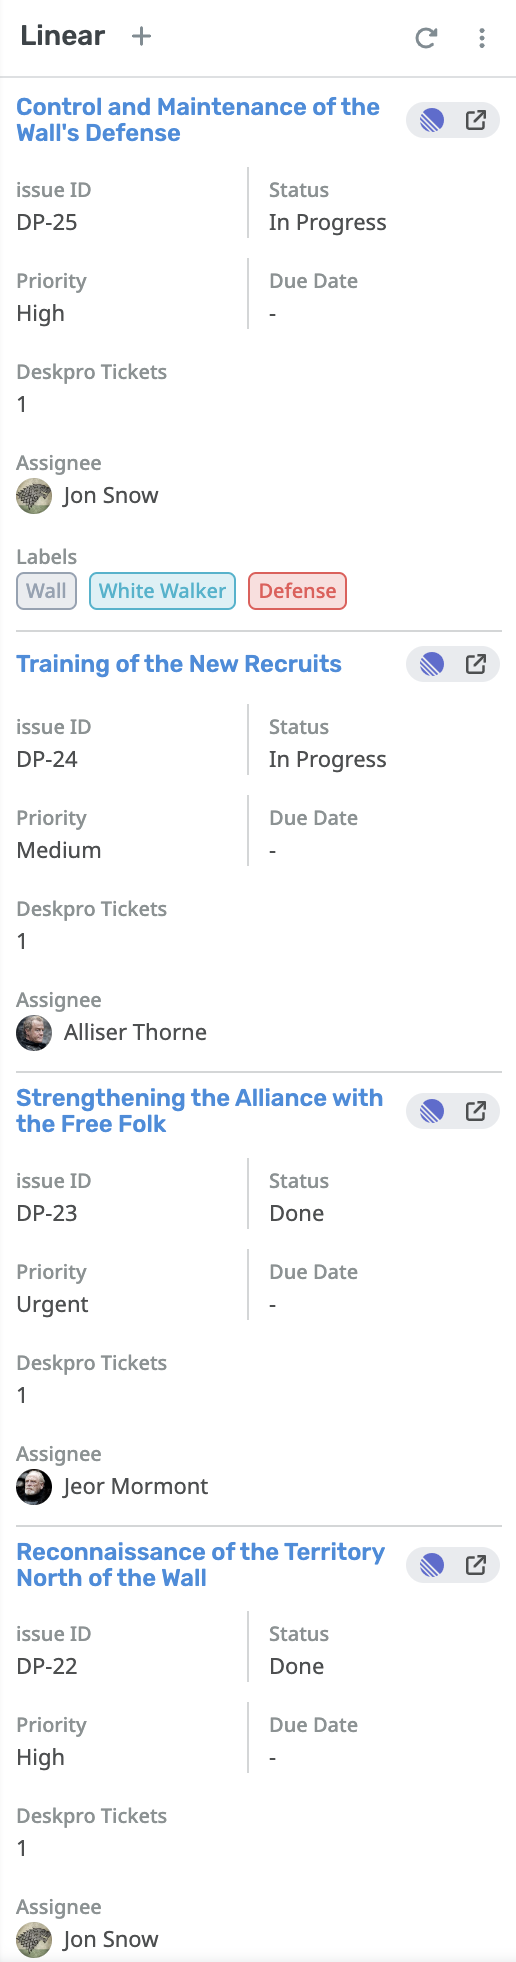 Linear
Control and Maintenance of the
Wall's Defense
issue ID
Status
DP-25
In Progress
Priority
Due Date
High
-
Deskpro Tickets
1
Assignee
Jon Snow
Labels
Wall White Walker Defense
Training of the New Recruits
issue ID
Status
DP-24
In Progress
Priority
Due Date
Medium
-
Deskpro Tickets
1
Assignee
Alliser Thorne
Strengthening the Alliance with
the Free Folk
issue ID
Status
DP-23
Done
Priority
Due Date
Urgent
-
Deskpro Tickets
1
Assignee
Jeor Mormont
Reconnaissance of the Territory
North of the Wall
issue ID
Status
DP-22
Done
Priority
Due Date
High
-
Deskpro Tickets
1
Assignee
Jon Snow